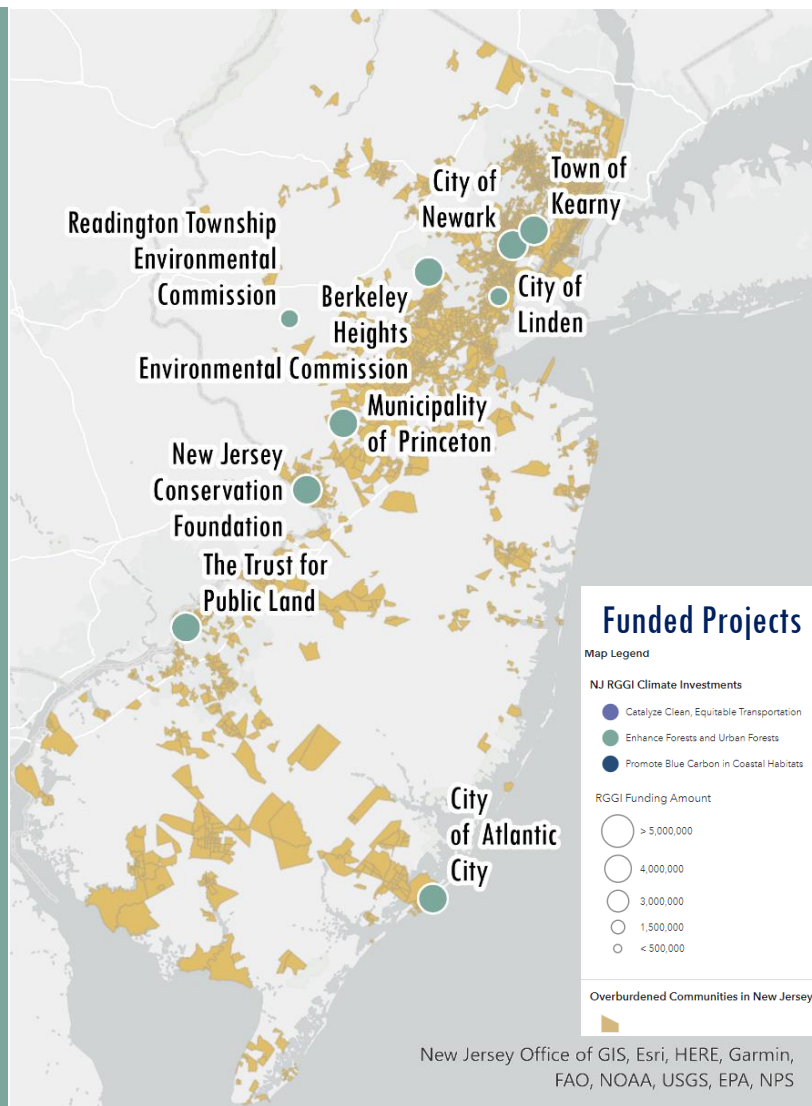 City of
Newark
Town of
Kearny
Readington Township
Environmental
Commission
Berkeley
Heights
Environmental Commission
City of
Linden
Municipality
of Princeton
New Jersey
Conservation
Foundation
The Trust for
Public Land
City
of Atlantic
City
Funded Projects
Map Legend
NJ RGGI Climate Investments
Catalyze Clean, Equitable Transportation
Enhance Forests and Urban Forests
Promote Blue Carbon in Coastal Habitats
RGGI Funding Amount
> 5,000,000
4,000,000
3,000,000
1,500,000
< 500,000
Overburdened Communities in New Jersey
New Jersey Office of GIS, Esri, HERE, Garmin,
FAO, NOAA, USGS, EPA, NPS